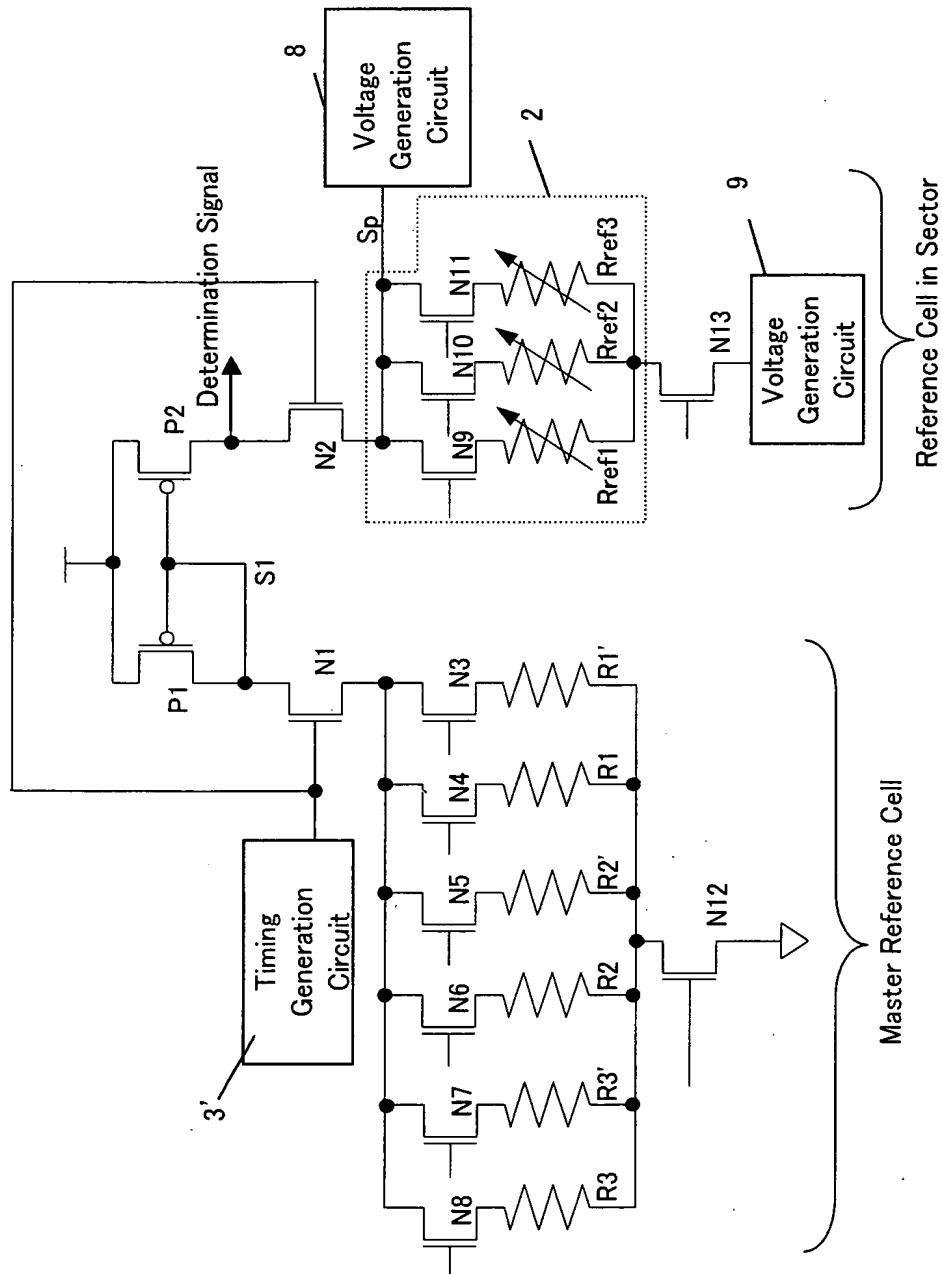 8
Voltage
Generation
Circuit
Determination Signal
P2
P1
S1
N2
N1
Sp
2
N9
N10
N11
Rref1
Rref2
Rref3
N13
9
Voltage
Generation
Circuit
Reference Cell in Sector
3'
Timing
Generation
Circuit
N8
N7
N6
N5
N4
N3
R3
R3'
R2
R2'
R1
R1'
N12
Master Reference Cell